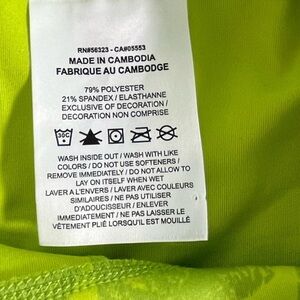 RN#56323 - CA#05553
MADE IN CAMBODIA
FABRIQUE AU CAMBODGE
79% POLYESTER
21% SPANDEX / ELASTHANNE
EXCLUSIVE OF DECORATION /
DECORATION NON COMPRISE
30C
WASH INSIDE OUT / WASH WITH LIKE
COLORS / DO NOT USE SOFTENERS /
REMOVE IMMEDIATELY / DO NOT ALLOW TO
LAY ON ITSELF WHEN WET
LAVER A L'ENVERS / LAVER AVEC COULEURS
SIMILAIRES / NE PAS UTILISER
D'ADOUCISSEUR / ENLEVER
IMMEDIATEMENT / NE PAS LAISSER LE
VÊTEMENT PLIÉ LORSQU'IL EST MOUILLÉ